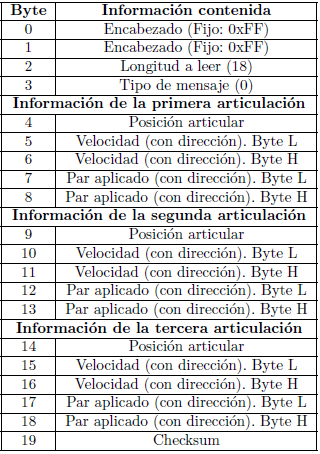 Byte Información contenida
0 Encabezado (Fijo: 0xFF)
1 Encabezado (Fijo: 0xFF)
2 Longitud a leer (18)
3 Tipo de mensaje (0)
Información de la primera articulación
4 Posición articular
5 Velocidad (con dirección). Byte L
6 Velocidad (con dirección). Byte H
7 Par aplicado (con dirección). Byte L
8 Par aplicado (con dirección). Byte H
Información de la segunda articulación
9 Posición articular
10 Velocidad (con dirección). Byte L
11 Velocidad (con dirección). Byte H
12 Par aplicado (con dirección). Byte L
13 Par aplicado (con dirección). Byte H
Información de la tercera articulación
14 Posición articular
15 Velocidad (con dirección). Byte L
16 Velocidad (con dirección). Byte H
17 Par aplicado (con dirección). Byte L
18 Par aplicado (con dirección). Byte H
19 Checksum